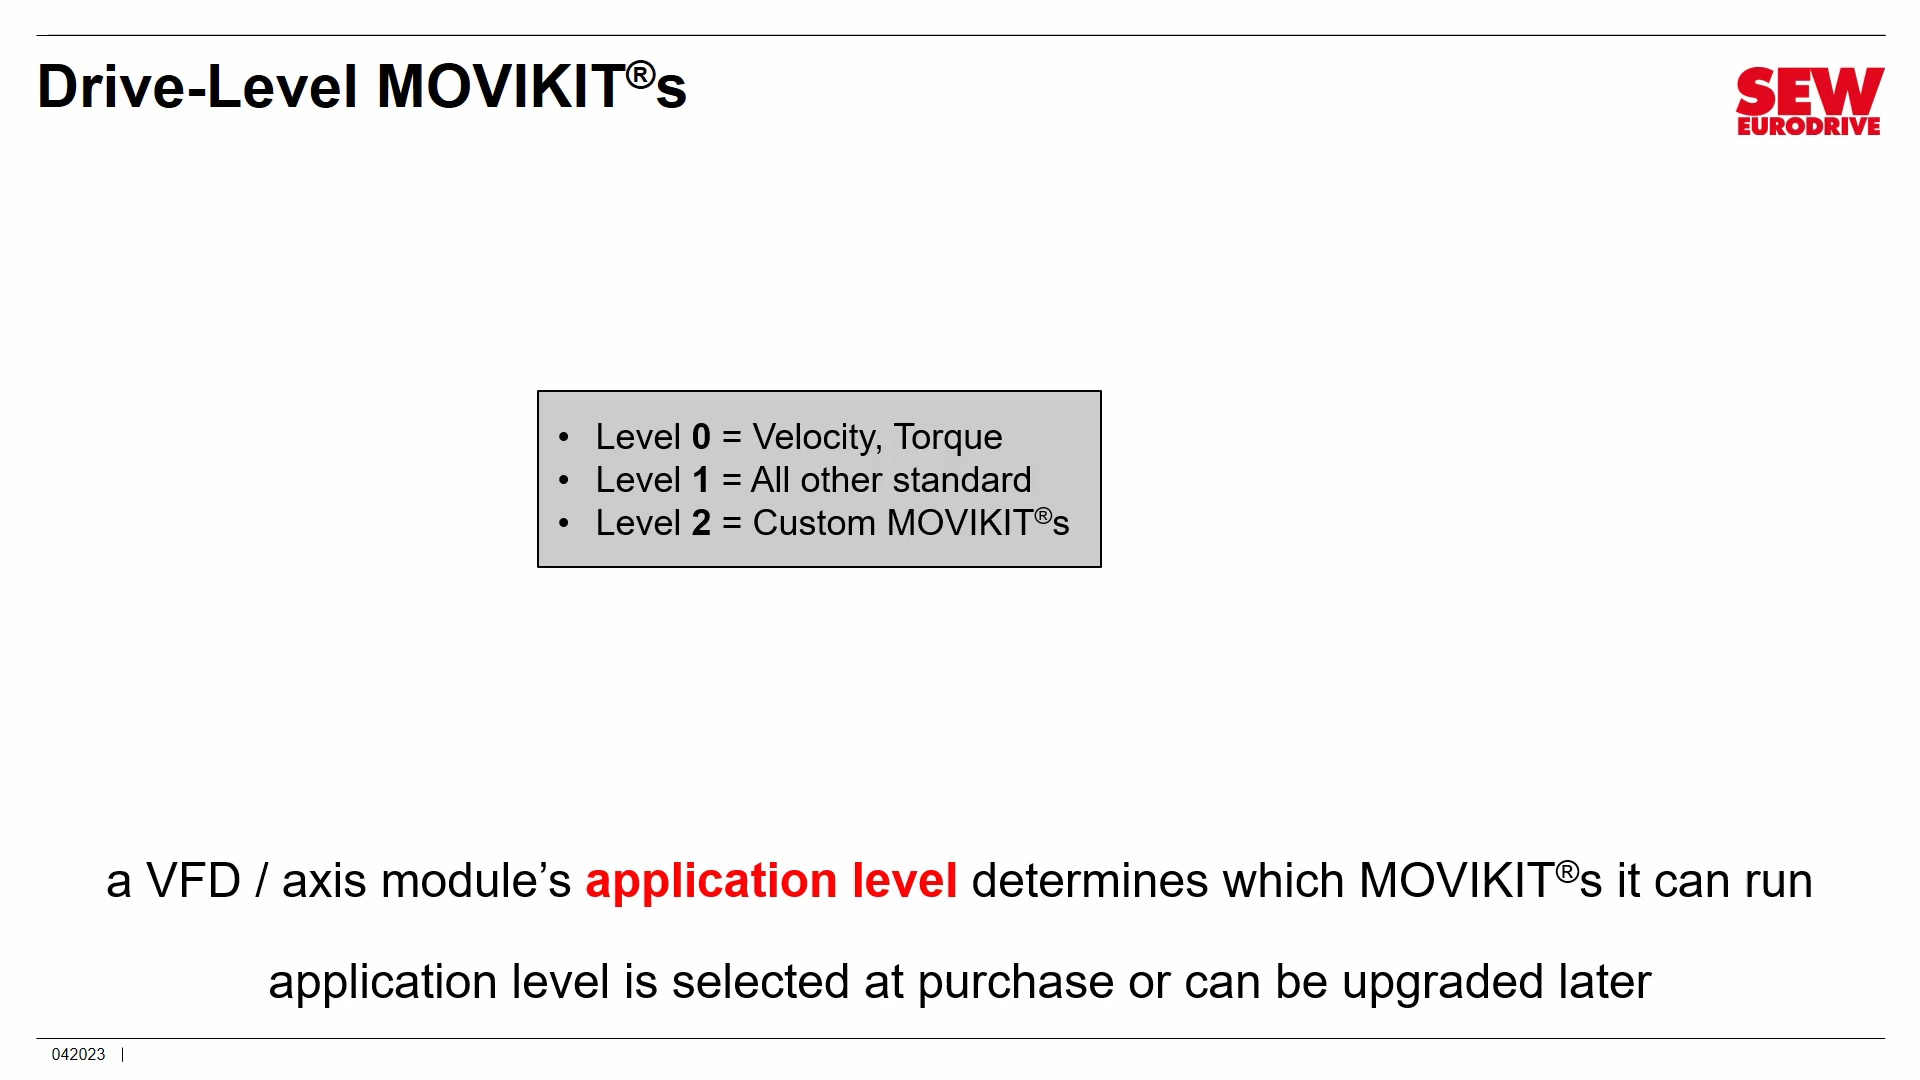 Drive-Level MOVIKIT®s
SEW
EURODRIVE
• Level 0 = Velocity, Torque
• Level 1 = All other standard
• Level 2 = Custom MOVIKIT®s
a VFD / axis module’s application level determines which MOVIKIT®s it can run
application level is selected at purchase or can be upgraded later
042023 |